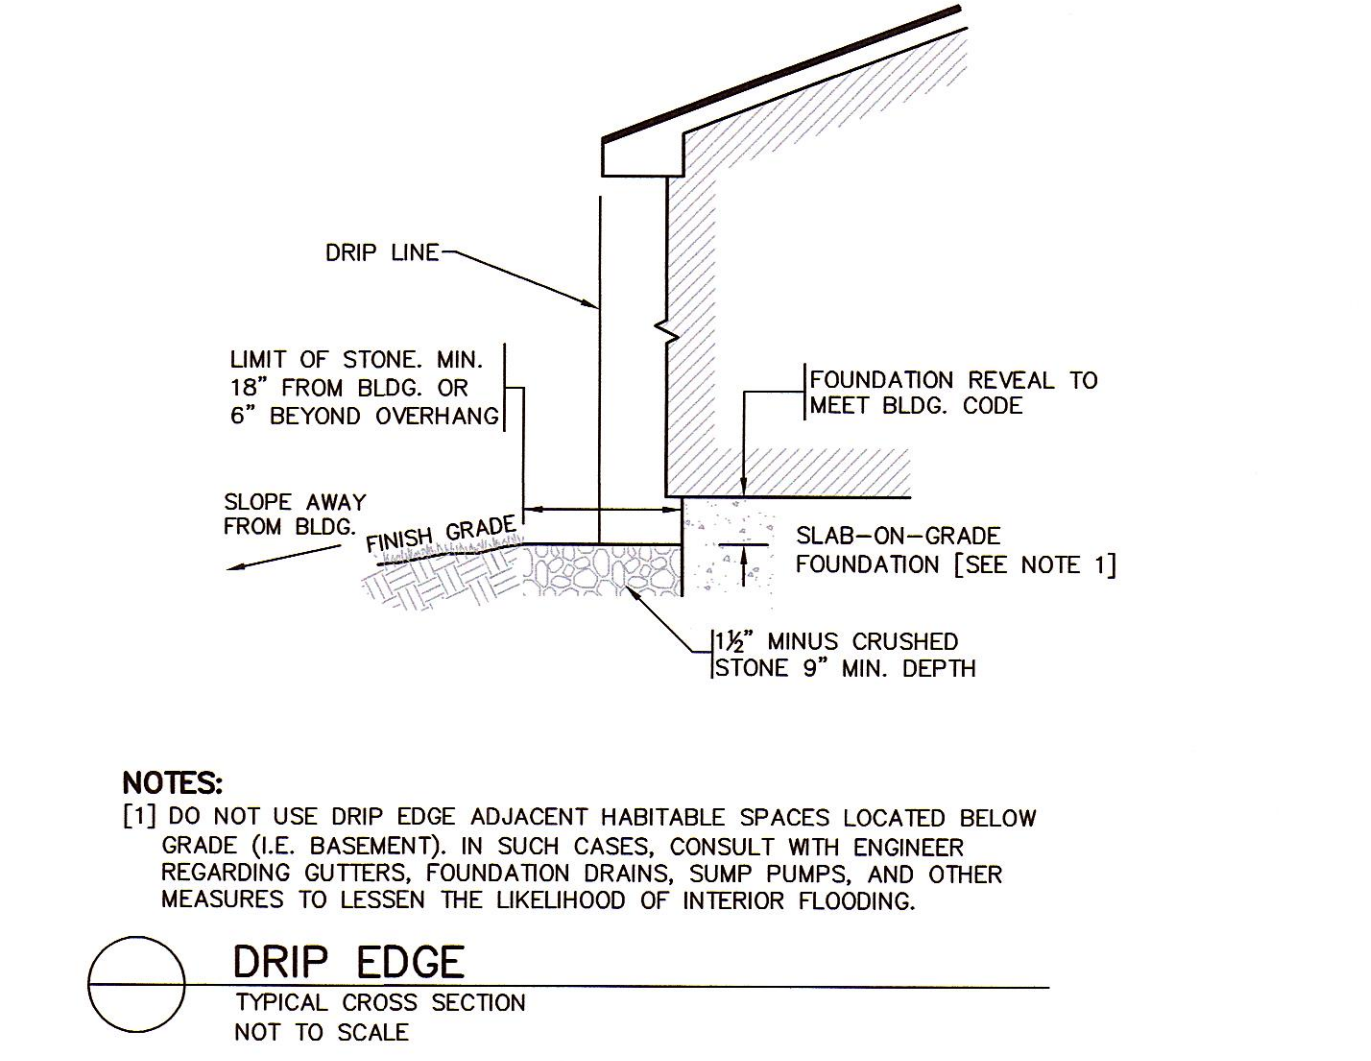 DRIP LINE
LIMIT OF STONE. MIN.
18" FROM BLDG. OR
6" BEYOND OVERHANG
FOUNDATION REVEAL TO
MEET BLDG. CODE
SLOPE AWAY
FROM BLDG.
FINISH GRADE
SLAB-ON-GRADE
FOUNDATION [SEE NOTE 1]
1½" MINUS CRUSHED
STONE 9" MIN. DEPTH
NOTES:
[1] DO NOT USE DRIP EDGE ADJACENT HABITABLE SPACES LOCATED BELOW
GRADE (I.E. BASEMENT). IN SUCH CASES, CONSULT WITH ENGINEER
REGARDING GUTTERS, FOUNDATION DRAINS, SUMP PUMPS, AND OTHER
MEASURES TO LESSEN THE LIKELIHOOD OF INTERIOR FLOODING.
DRIP EDGE
TYPICAL CROSS SECTION
NOT TO SCALE